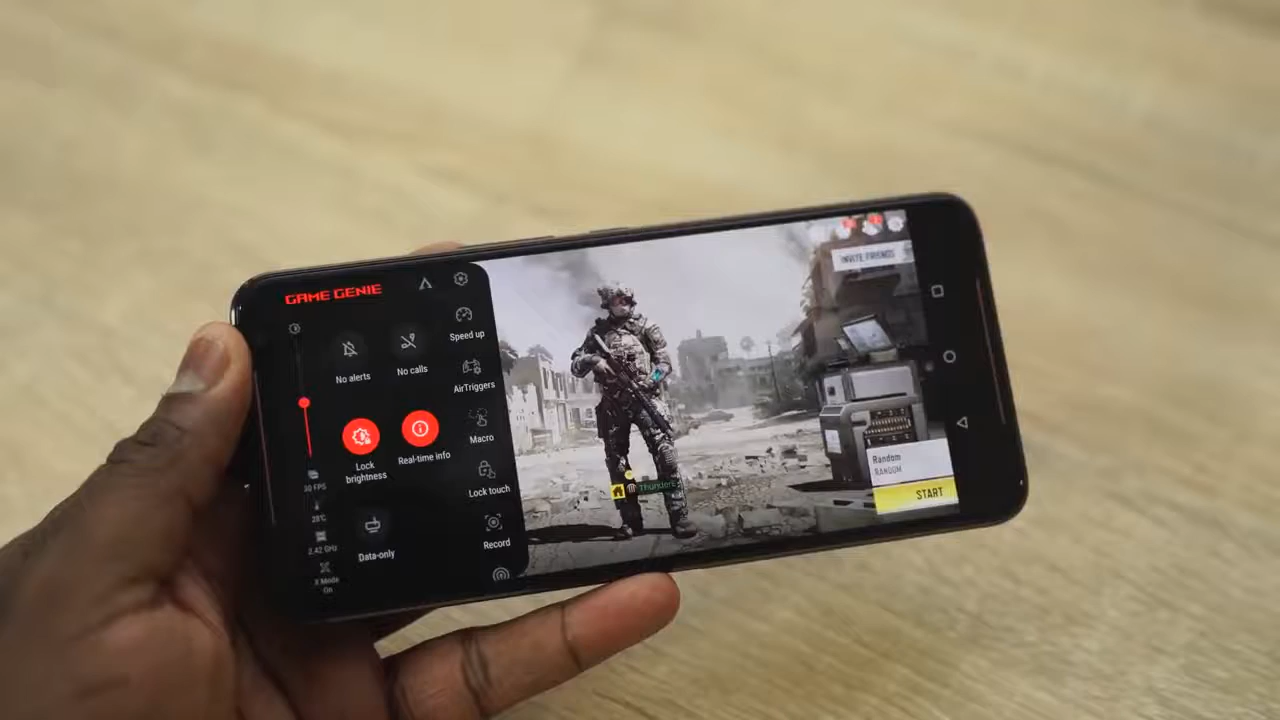 GAME GENIE
No alerts
No calls
Lock
brightness
Real-time info
Data-only
30 FPS
28°C
2.42 GHz
X Mode
On
Speed up
AirTriggers
Macro
Lock touch
Record
INVITE FRIENDS
Random
RANDOM
START